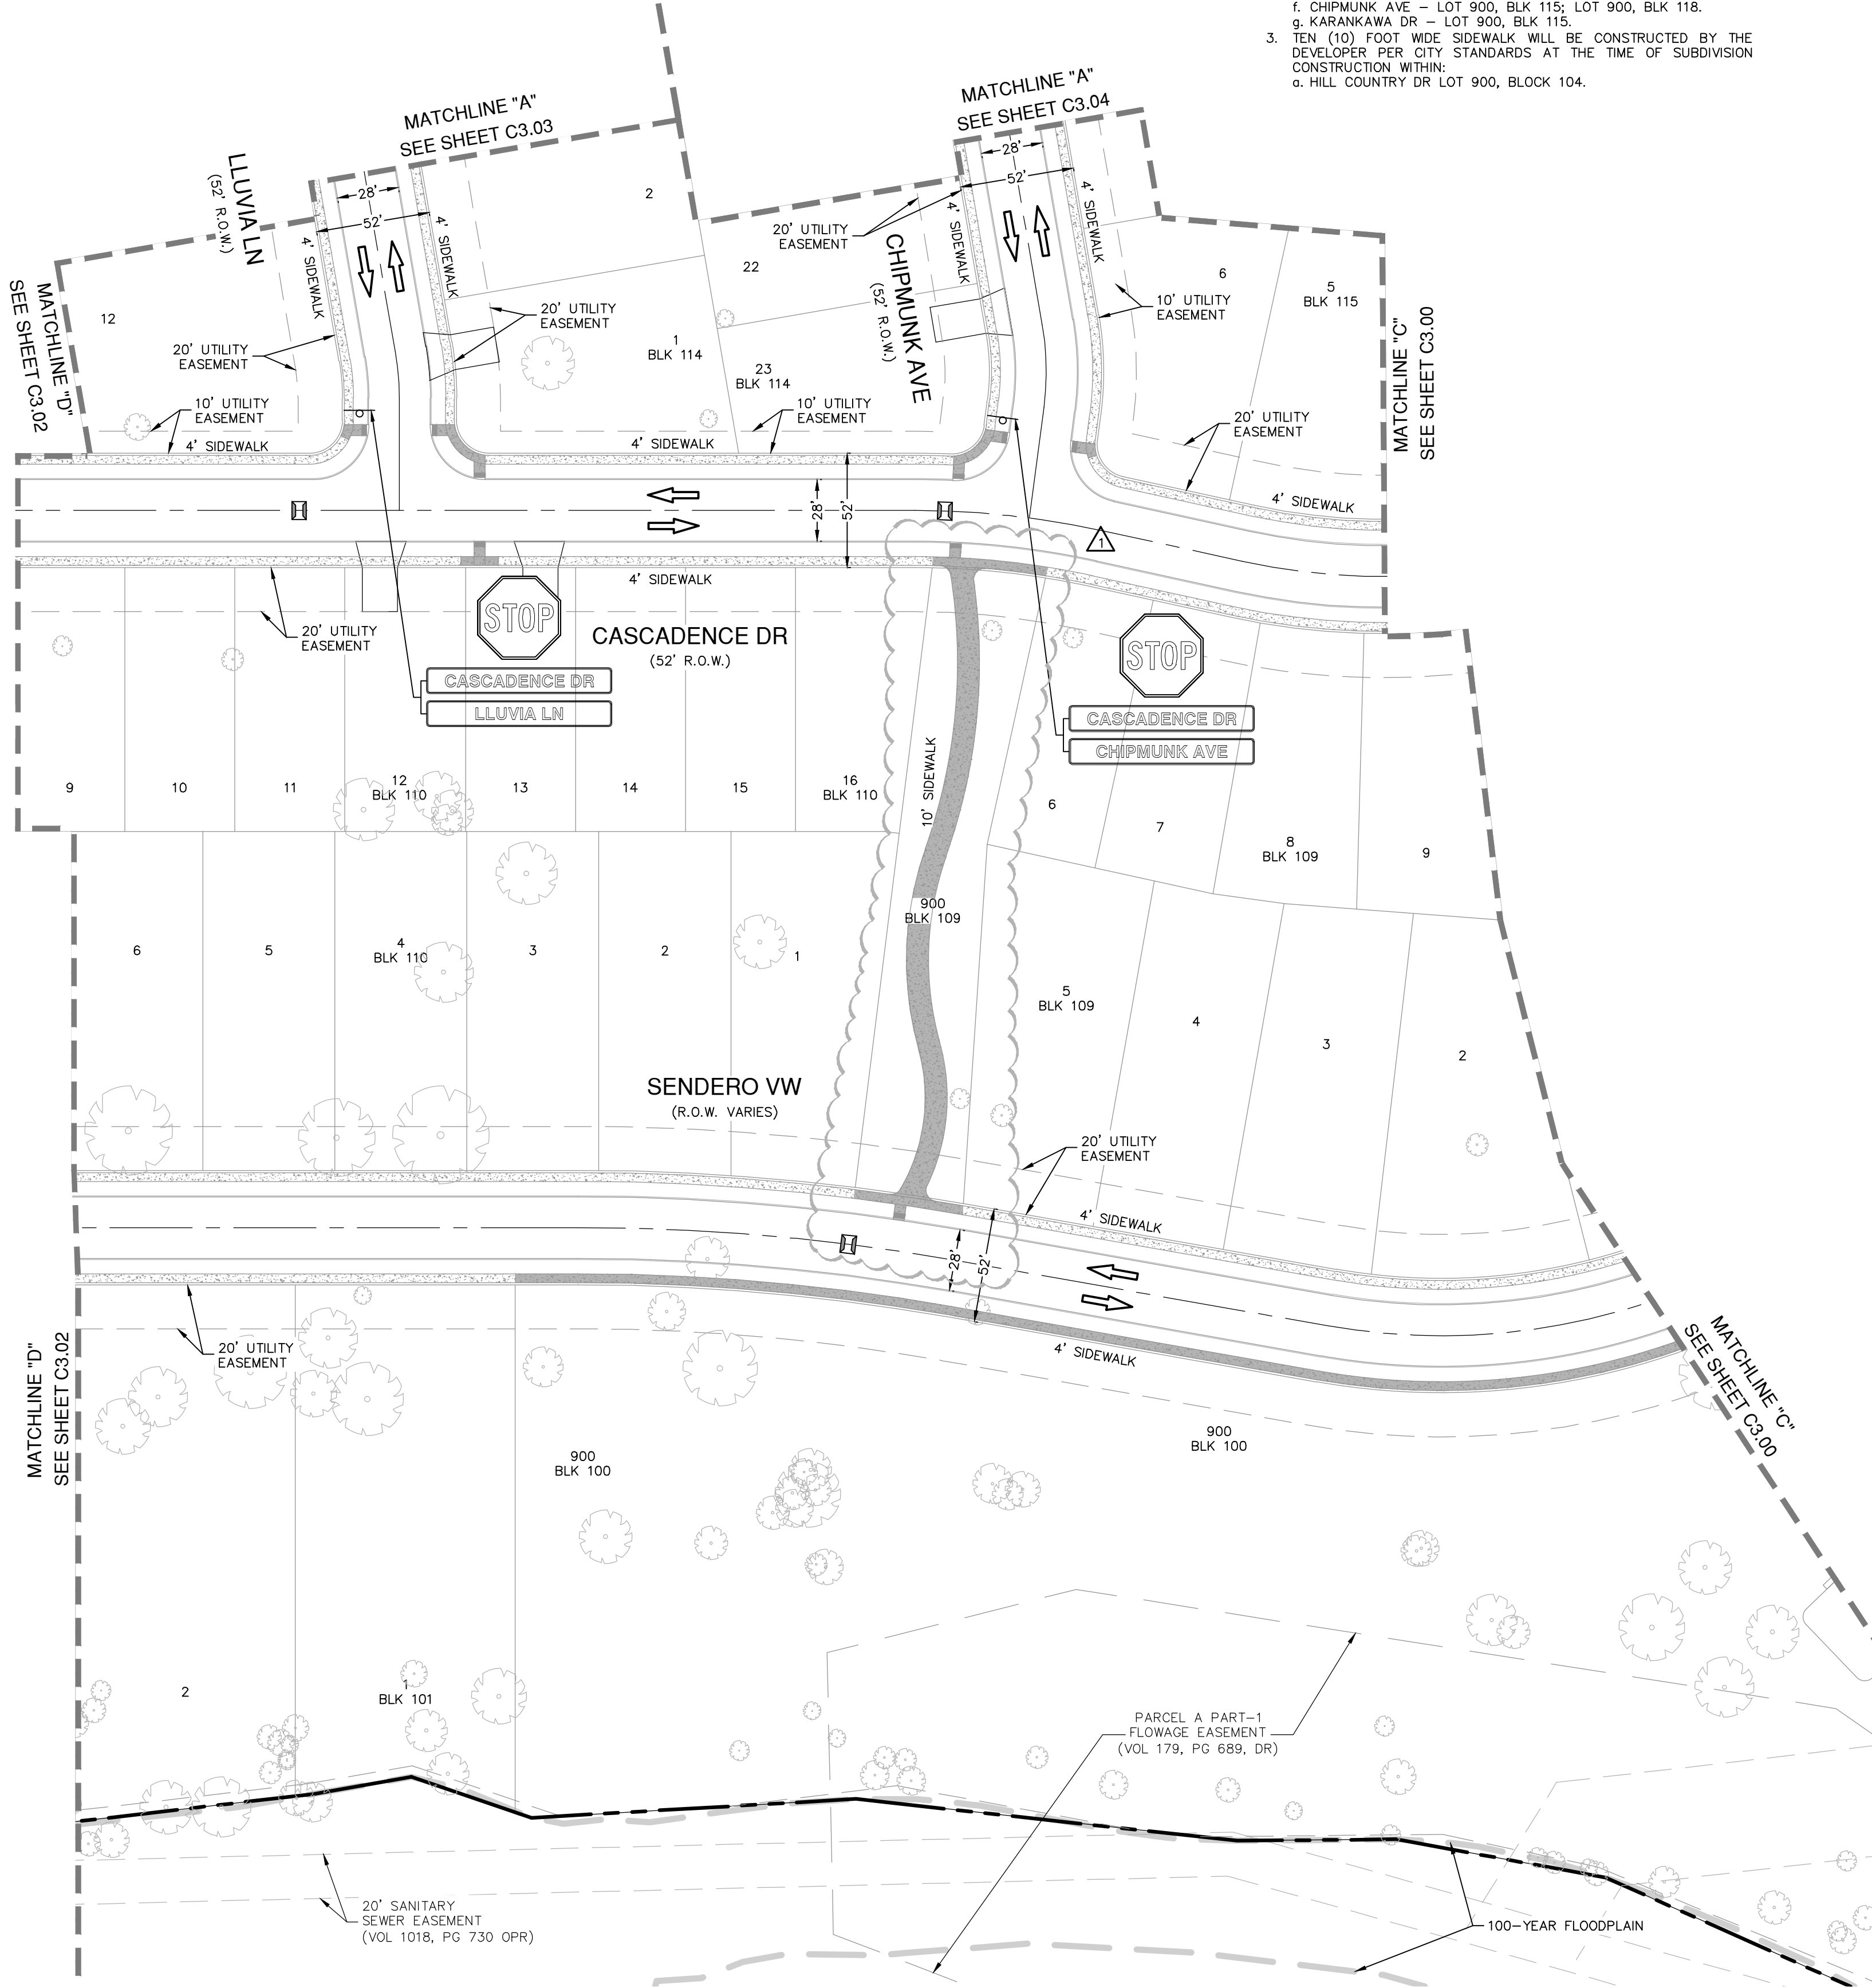 f. CHIPMUNK AVE – LOT 900, BLK 115; LOT 900, BLK 118.
g. KARANKAWA DR – LOT 900, BLK 115.
3. TEN (10) FOOT WIDE SIDEWALK WILL BE CONSTRUCTED BY THE
DEVELOPER PER CITY STANDARDS AT THE TIME OF SUBDIVISION
CONSTRUCTION WITHIN:
a. HILL COUNTRY DR LOT 900, BLOCK 104.
MATCHLINE "A"
SEE SHEET C3.03
MATCHLINE "A"
SEE SHEET C3.04
LLUVIA LN
(52' R.O.W.)
28'
52'
4' SIDEWALK
4' SIDEWALK
2
28'
52'
4' SIDEWALK
4' SIDEWALK
20' UTILITY
EASEMENT
CHIPMUNK AVE
(52' R.O.W.)
22
6
5
BLK 115
10' UTILITY
EASEMENT
MATCHLINE "C"
SEE SHEET C3.00
MATCHLINE "D"
SEE SHEET C3.02
12
20' UTILITY
EASEMENT
20' UTILITY
EASEMENT
1
BLK 114
23
BLK 114
10' UTILITY
EASEMENT
4' SIDEWALK
10' UTILITY
EASEMENT
4' SIDEWALK
20' UTILITY
EASEMENT
4' SIDEWALK
28'
52'
1
4' SIDEWALK
20' UTILITY
EASEMENT
STOP
CASCADENCE DR
(52' R.O.W.)
CASCADENCE DR
LLUVIA LN
STOP
CASCADENCE DR
CHIPMUNK AVE
10' SIDEWALK
9
10
11
12
BLK 110
13
14
15
16
BLK 110
6
7
8
BLK 109
9
900
BLK 109
6
5
4
BLK 110
3
2
1
5
BLK 109
4
3
2
SENDERO VW
(R.O.W. VARIES)
20' UTILITY
EASEMENT
4' SIDEWALK
28'
52'
4' SIDEWALK
20' UTILITY
EASEMENT
MATCHLINE "D"
SEE SHEET C3.02
MATCHLINE "C"
SEE SHEET C3.00
900
BLK 100
900
BLK 100
2
1
BLK 101
PARCEL A PART–1
FLOWAGE EASEMENT
(VOL 179, PG 689, DR)
20' SANITARY
SEWER EASEMENT
(VOL 1018, PG 730 OPR)
100–YEAR FLOODPLAIN